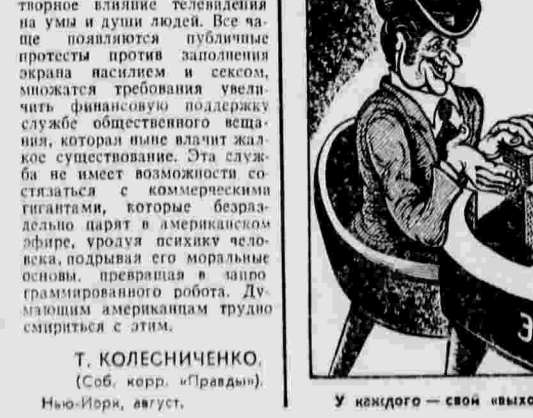 творное влияние телевидения
на умы и души людей. Все ча-
ще появляются публичные
протесты против заполнения
экрана насилием и сексом,
множатся требования увели-
чить финансовую поддержку
службе общественного веща-
ния, которая ныне влачит жал-
кое существование. Эта служ-
ба не имеет возможности со-
стязаться с коммерческими
гигантами, которые безраз-
дельно царят в американском
эфире, уродуя психику чело-
века, подрывая его моральные
основы, превращая в запро-
граммированного робота. Ду-
мающим американцам трудно
смириться с этим.
Т. КОЛЕСНИЧЕНКО.
(Соб. корр. «Правды»).
Нью-Йорк, август.
Э
У каждого — свой «выхо